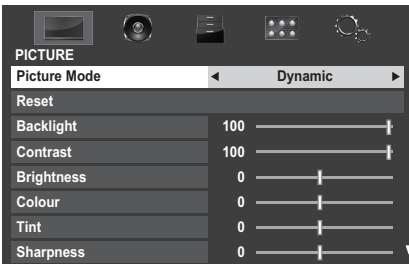 PICTURE
Picture Mode ◀ Dynamic ▶
Reset
Backlight 100
Contrast 100
Brightness 0
Colour 0
Tint 0
Sharpness 0